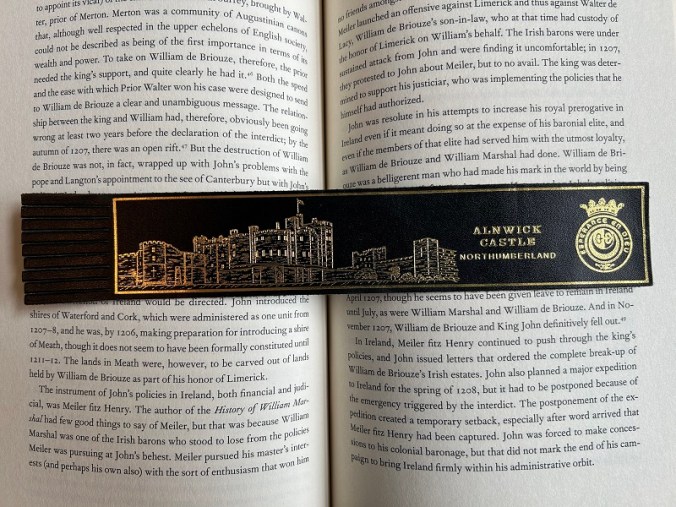 to appoint its vicar) of the
Surrey, brought by Wal-
ter, prior of Merton. Merton was a community of Augustinian canons
that, although well respected in the upper echelons of English society,
could not be described as being of the first importance in terms of its
wealth and power. To take on William de Briouze, therefore, the prior
needed the king's support, and quite clearly he had it.⁴⁶ Both the speed
and the ease with which Prior Walter won his case were designed to send
to William de Briouze a clear and unambiguous message. The relation-
ship between the king and William had, therefore, obviously been going
wrong at least two years before the declaration of the interdict; by the
autumn of 1207, there was an open rift.⁴⁷ But the destruction of William
de Briouze was not, in fact, wrapped up with John's problems with the
pope and Langton's appointment to the see of Canterbury but with John's
Ireland would be directed. John introduced the
shires of Waterford and Cork, which were administered as one unit from
1207–8, and he was, by 1206, making preparation for introducing a shire
of Meath, though it does not seem to have been formally constituted until
1211–12. The lands in Meath were, however, to be carved out of lands
held by William de Briouze as part of his honor of Limerick.
The instrument of John's policies in Ireland, both financial and judi-
cial, was Meiler fitz Henry. The author of the History of William Mar-
shal had few good things to say of Meiler, but that was because William
Marshal was one of the Irish barons who stood to lose from the policies
Meiler was pursuing at John's behest. Meiler pursued his master's inter-
ests (and perhaps his own also) with the sort of enthusiasm that won him
no friends amongst
Meiler launched an offensive against Limerick and thus against Walter de
Lacy, William de Briouze's son-in-law, who at that time had custody of
the honor of Limerick on William's behalf. The Irish barons were under
sustained attack from John and were finding it uncomfortable; in 1207,
they protested to John about Meiler, but to no avail. The king was deter-
mined to support his justiciar, who was implementing the policies that he
himself had authorized.
John was resolute in his attempts to increase his royal prerogative in
Ireland even if it meant doing so at the expense of his baronial elite, and
even if the members of that elite had served him with the utmost loyalty,
as William de Briouze and William Marshal had done. William de Bri-
ouze was a belligerent man who had made his mark in the world by being
ALNWICK
CASTLE
NORTHUMBERLAND
ESPERANCE EN DIEU
April 1207, though he seems to have been given leave to remain in Ireland
until July, as were William Marshal and William de Briouze. And in No-
vember 1207, William de Briouze and King John definitively fell out.⁴⁹
In Ireland, Meiler fitz Henry continued to push through the king's
policies, and John issued letters that ordered the complete break-up of
William de Briouze's Irish estates. John also planned a major expedition
to Ireland for the spring of 1208, but it had to be postponed because of
the emergency triggered by the interdict. The postponement of the ex-
pedition created a temporary setback, especially after word arrived that
Meiler fitz Henry had been captured. John was forced to make conces-
sions to his colonial baronage, but that did not mark the end of his cam-
paign to bring Ireland firmly within his administrative orbit.